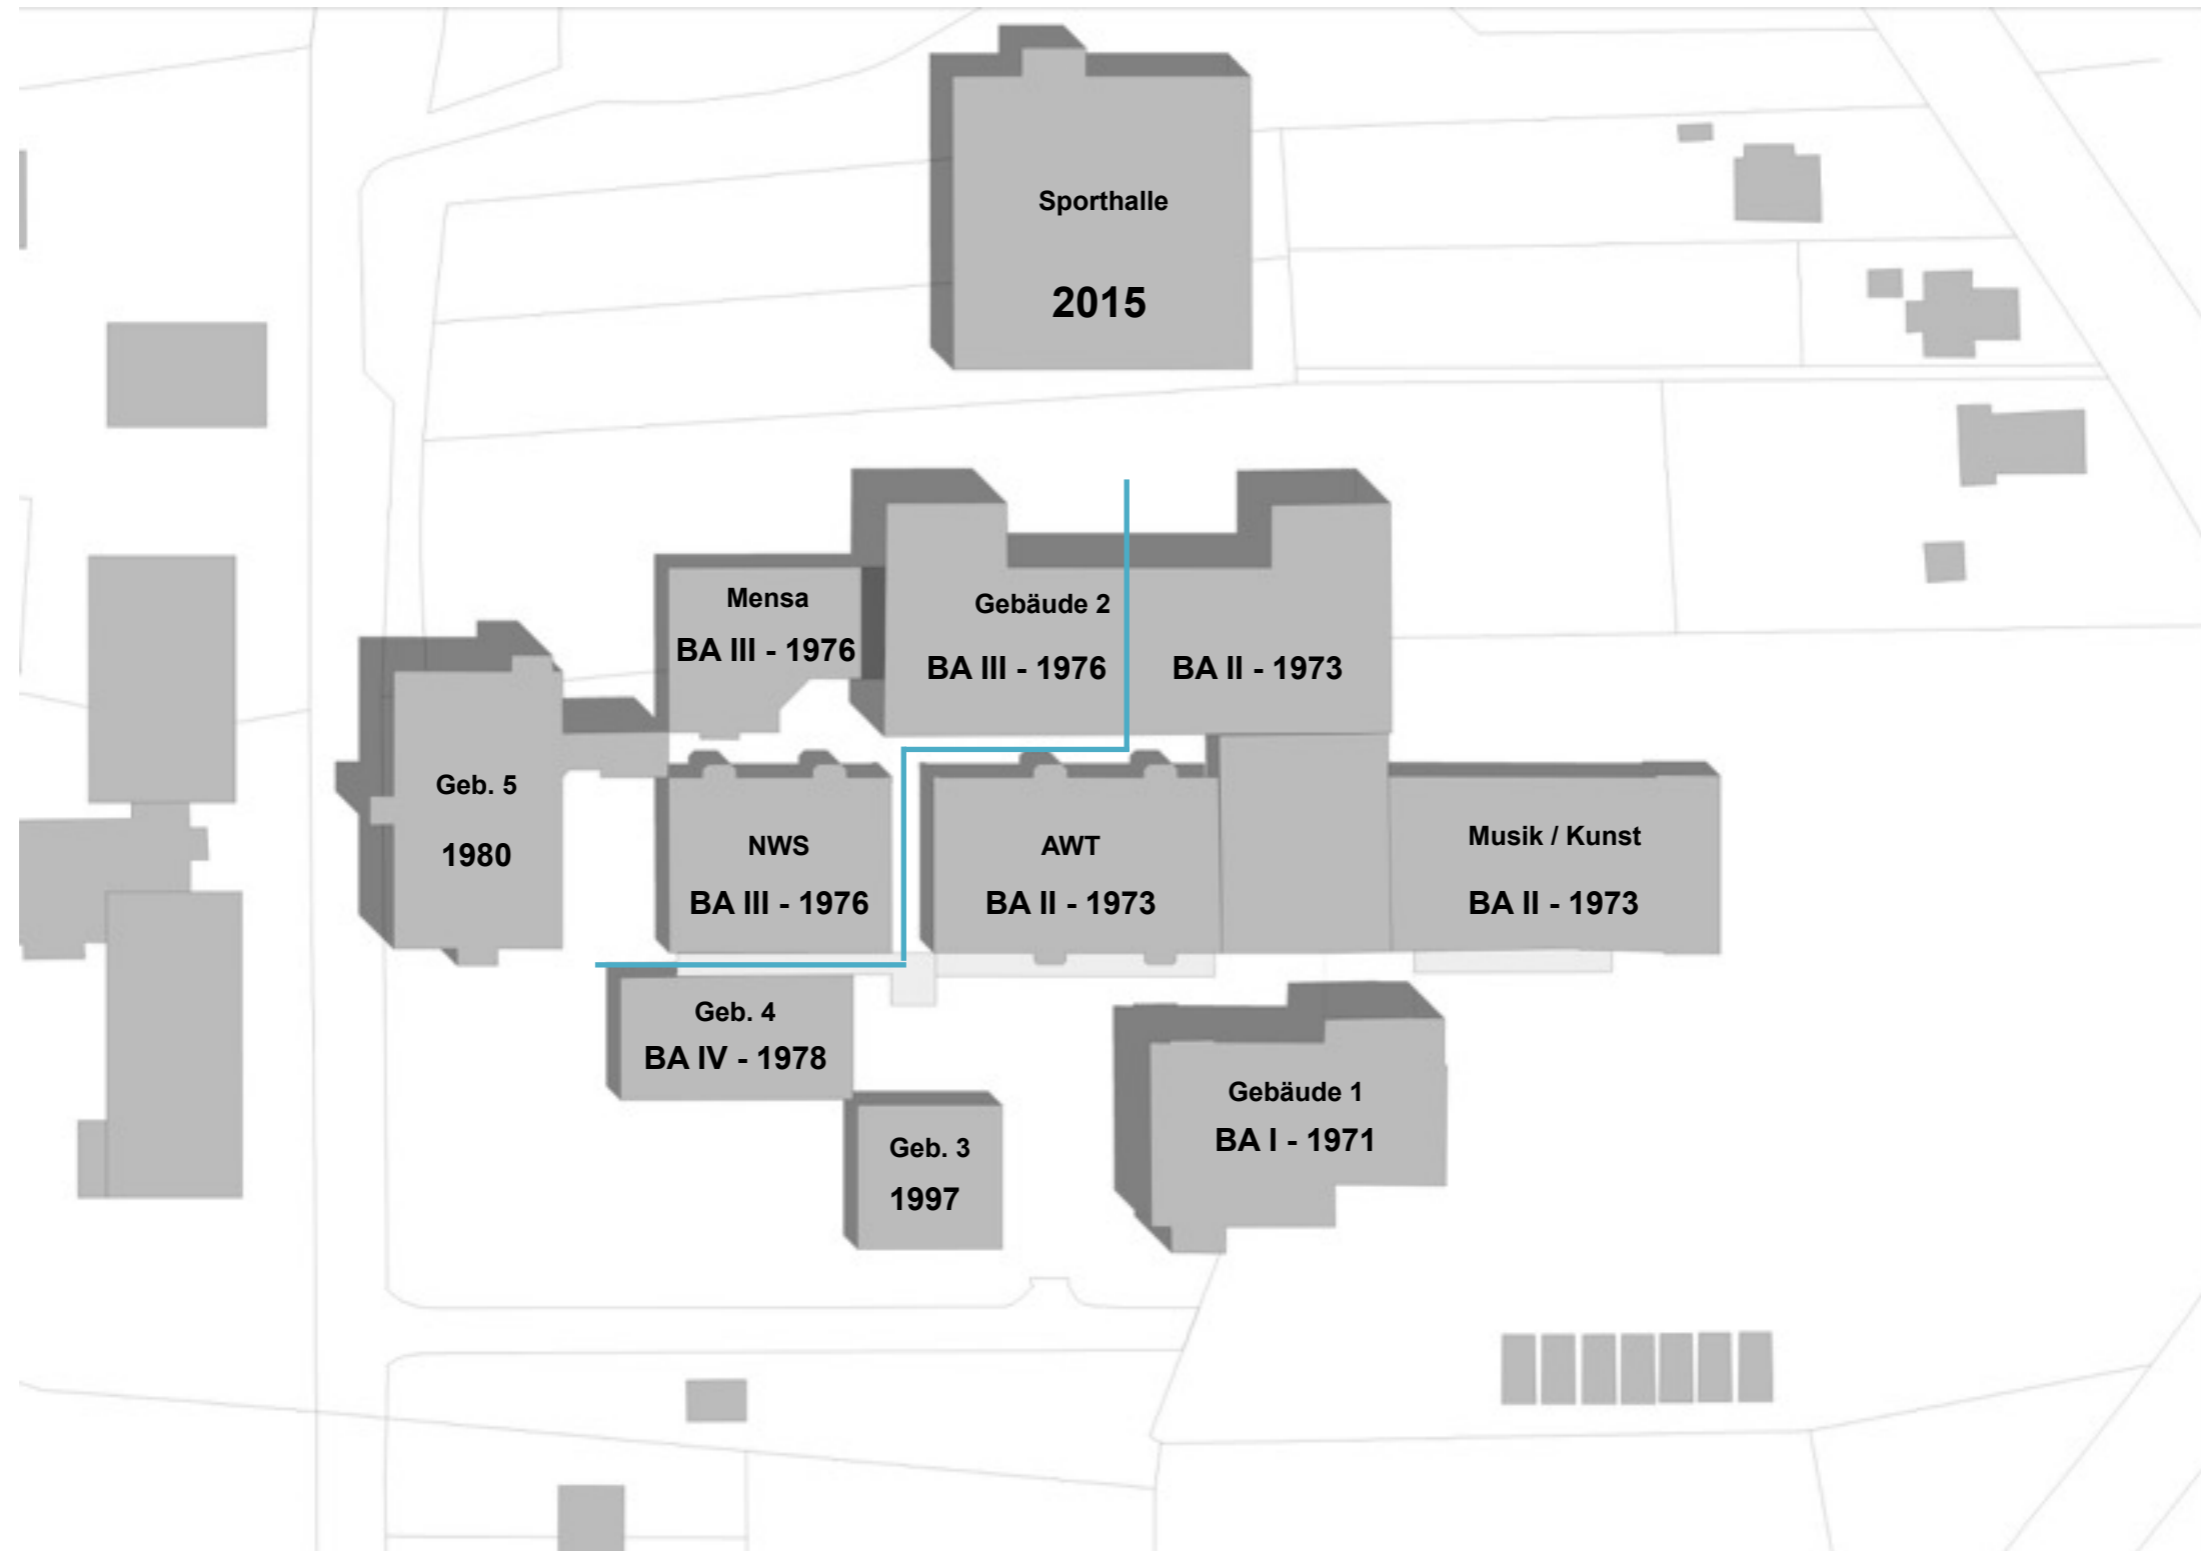 Sporthalle
2015
Mensa
BA III - 1976
Gebäude 2
BA III - 1976
BA II - 1973
Geb. 5
1980
NWS
BA III - 1976
AWT
BA II - 1973
Musik / Kunst
BA II - 1973
Geb. 4
BA IV - 1978
Geb. 3
1997
Gebäude 1
BA I - 1971